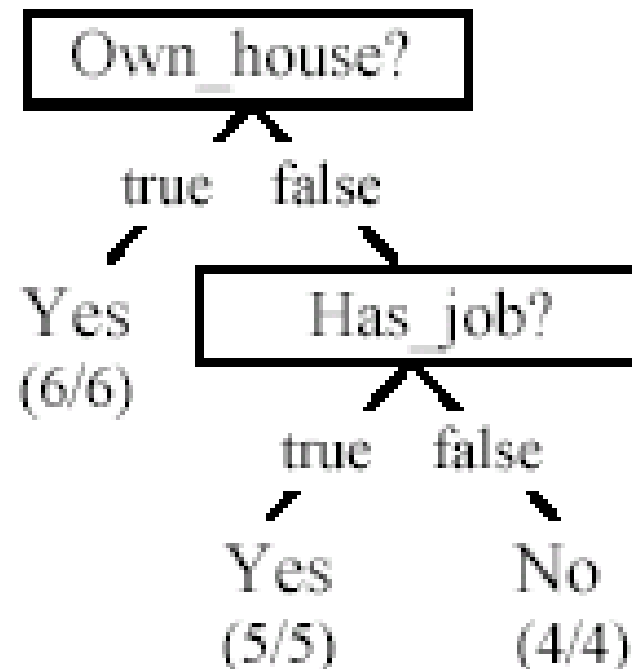 Own_house?
true false
Yes
(6/6)
Has_job?
true false
Yes No
(5/5) (4/4)